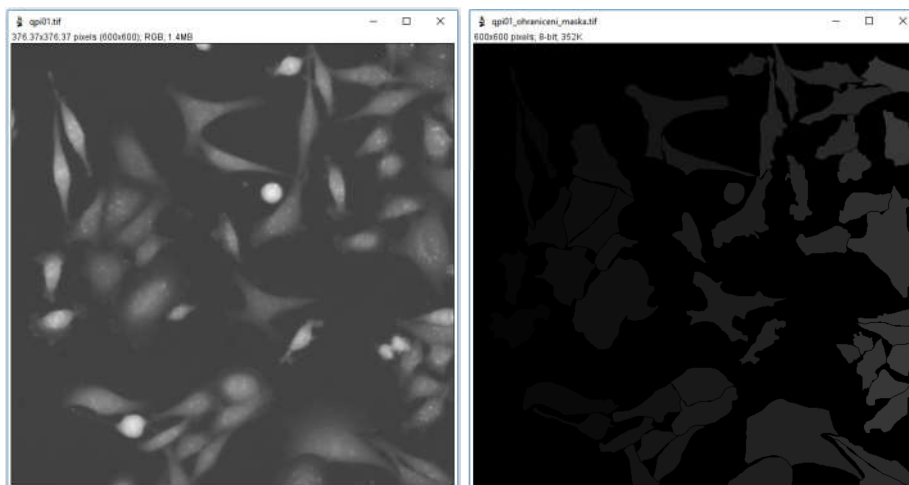 qpi01.tif
376.37x376.37 pixels (600x600); RGB; 1.4MB
qpi01_ohraniceni_maska.tif
600x600 pixels; 8-bit; 352K